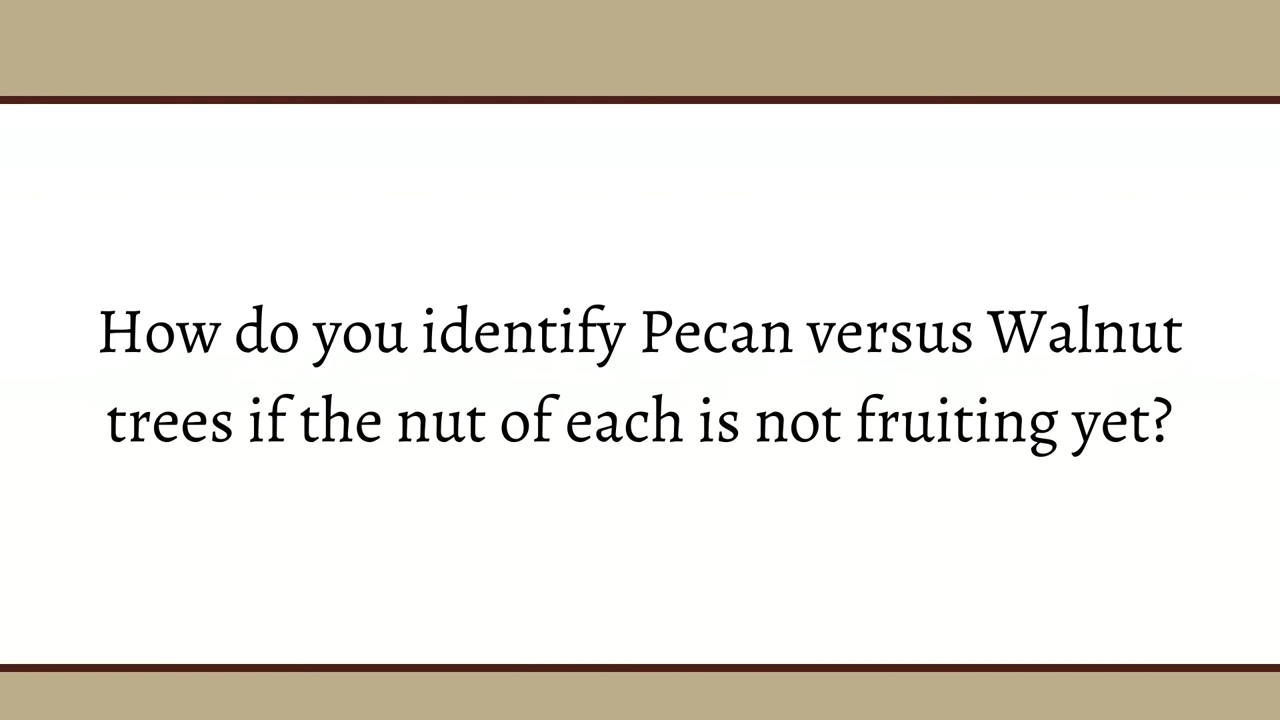 How do you identify Pecan versus Walnut
trees if the nut of each is not fruiting yet?